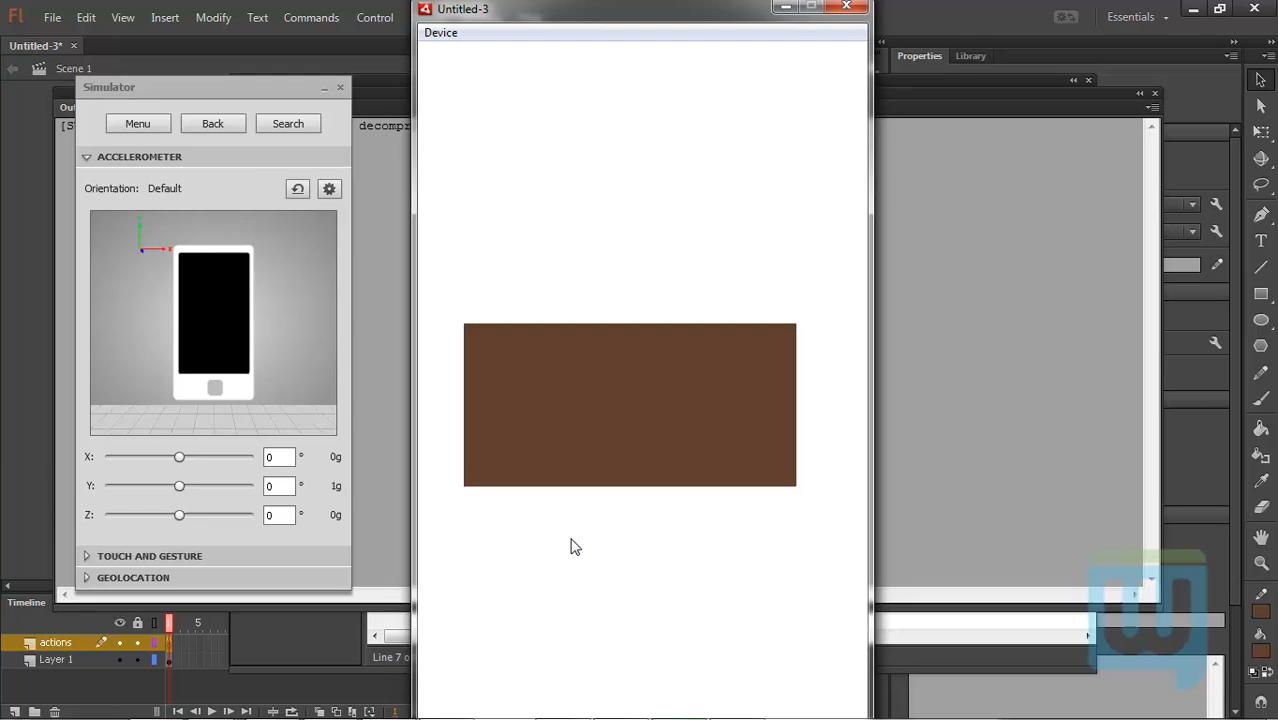 Fl File Edit View Insert Modify Text Commands Control
Untitled-3
Essentials
Device
Untitled-3*
Scene 1
Properties Library
Simulator
Menu Back Search
decompr
ACCELEROMETER
Orientation: Default
X: 0 ° 0g
Y: 0 ° 1g
Z: 0 ° 0g
TOUCH AND GESTURE
GEOLOCATION
Timeline
5
actions
Layer 1
Line 7 o
1